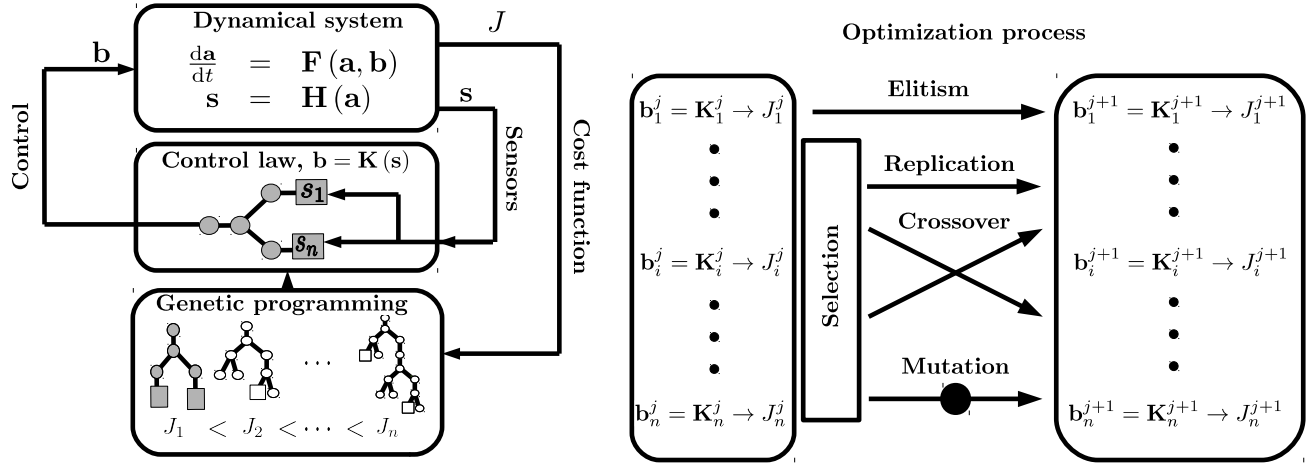 Dynamical system
da/dt = F (a, b)
s = H (a)
b
J
s
Control
Sensors
Cost function
Control law, b = K (s)
s₁
sₙ
Genetic programming
. . .
J₁ < J₂ < · · · < Jₙ
Optimization process
b₁ʲ = K₁ʲ → J₁ʲ
bᵢʲ = Kᵢʲ → Jᵢʲ
bₙʲ = Kₙʲ → Jₙʲ
Selection
Elitism
Replication
Crossover
Mutation
b₁ʲ⁺¹ = K₁ʲ⁺¹ → J₁ʲ⁺¹
bᵢʲ⁺¹ = Kᵢʲ⁺¹ → Jᵢʲ⁺¹
bₙʲ⁺¹ = Kₙʲ⁺¹ → Jₙʲ⁺¹